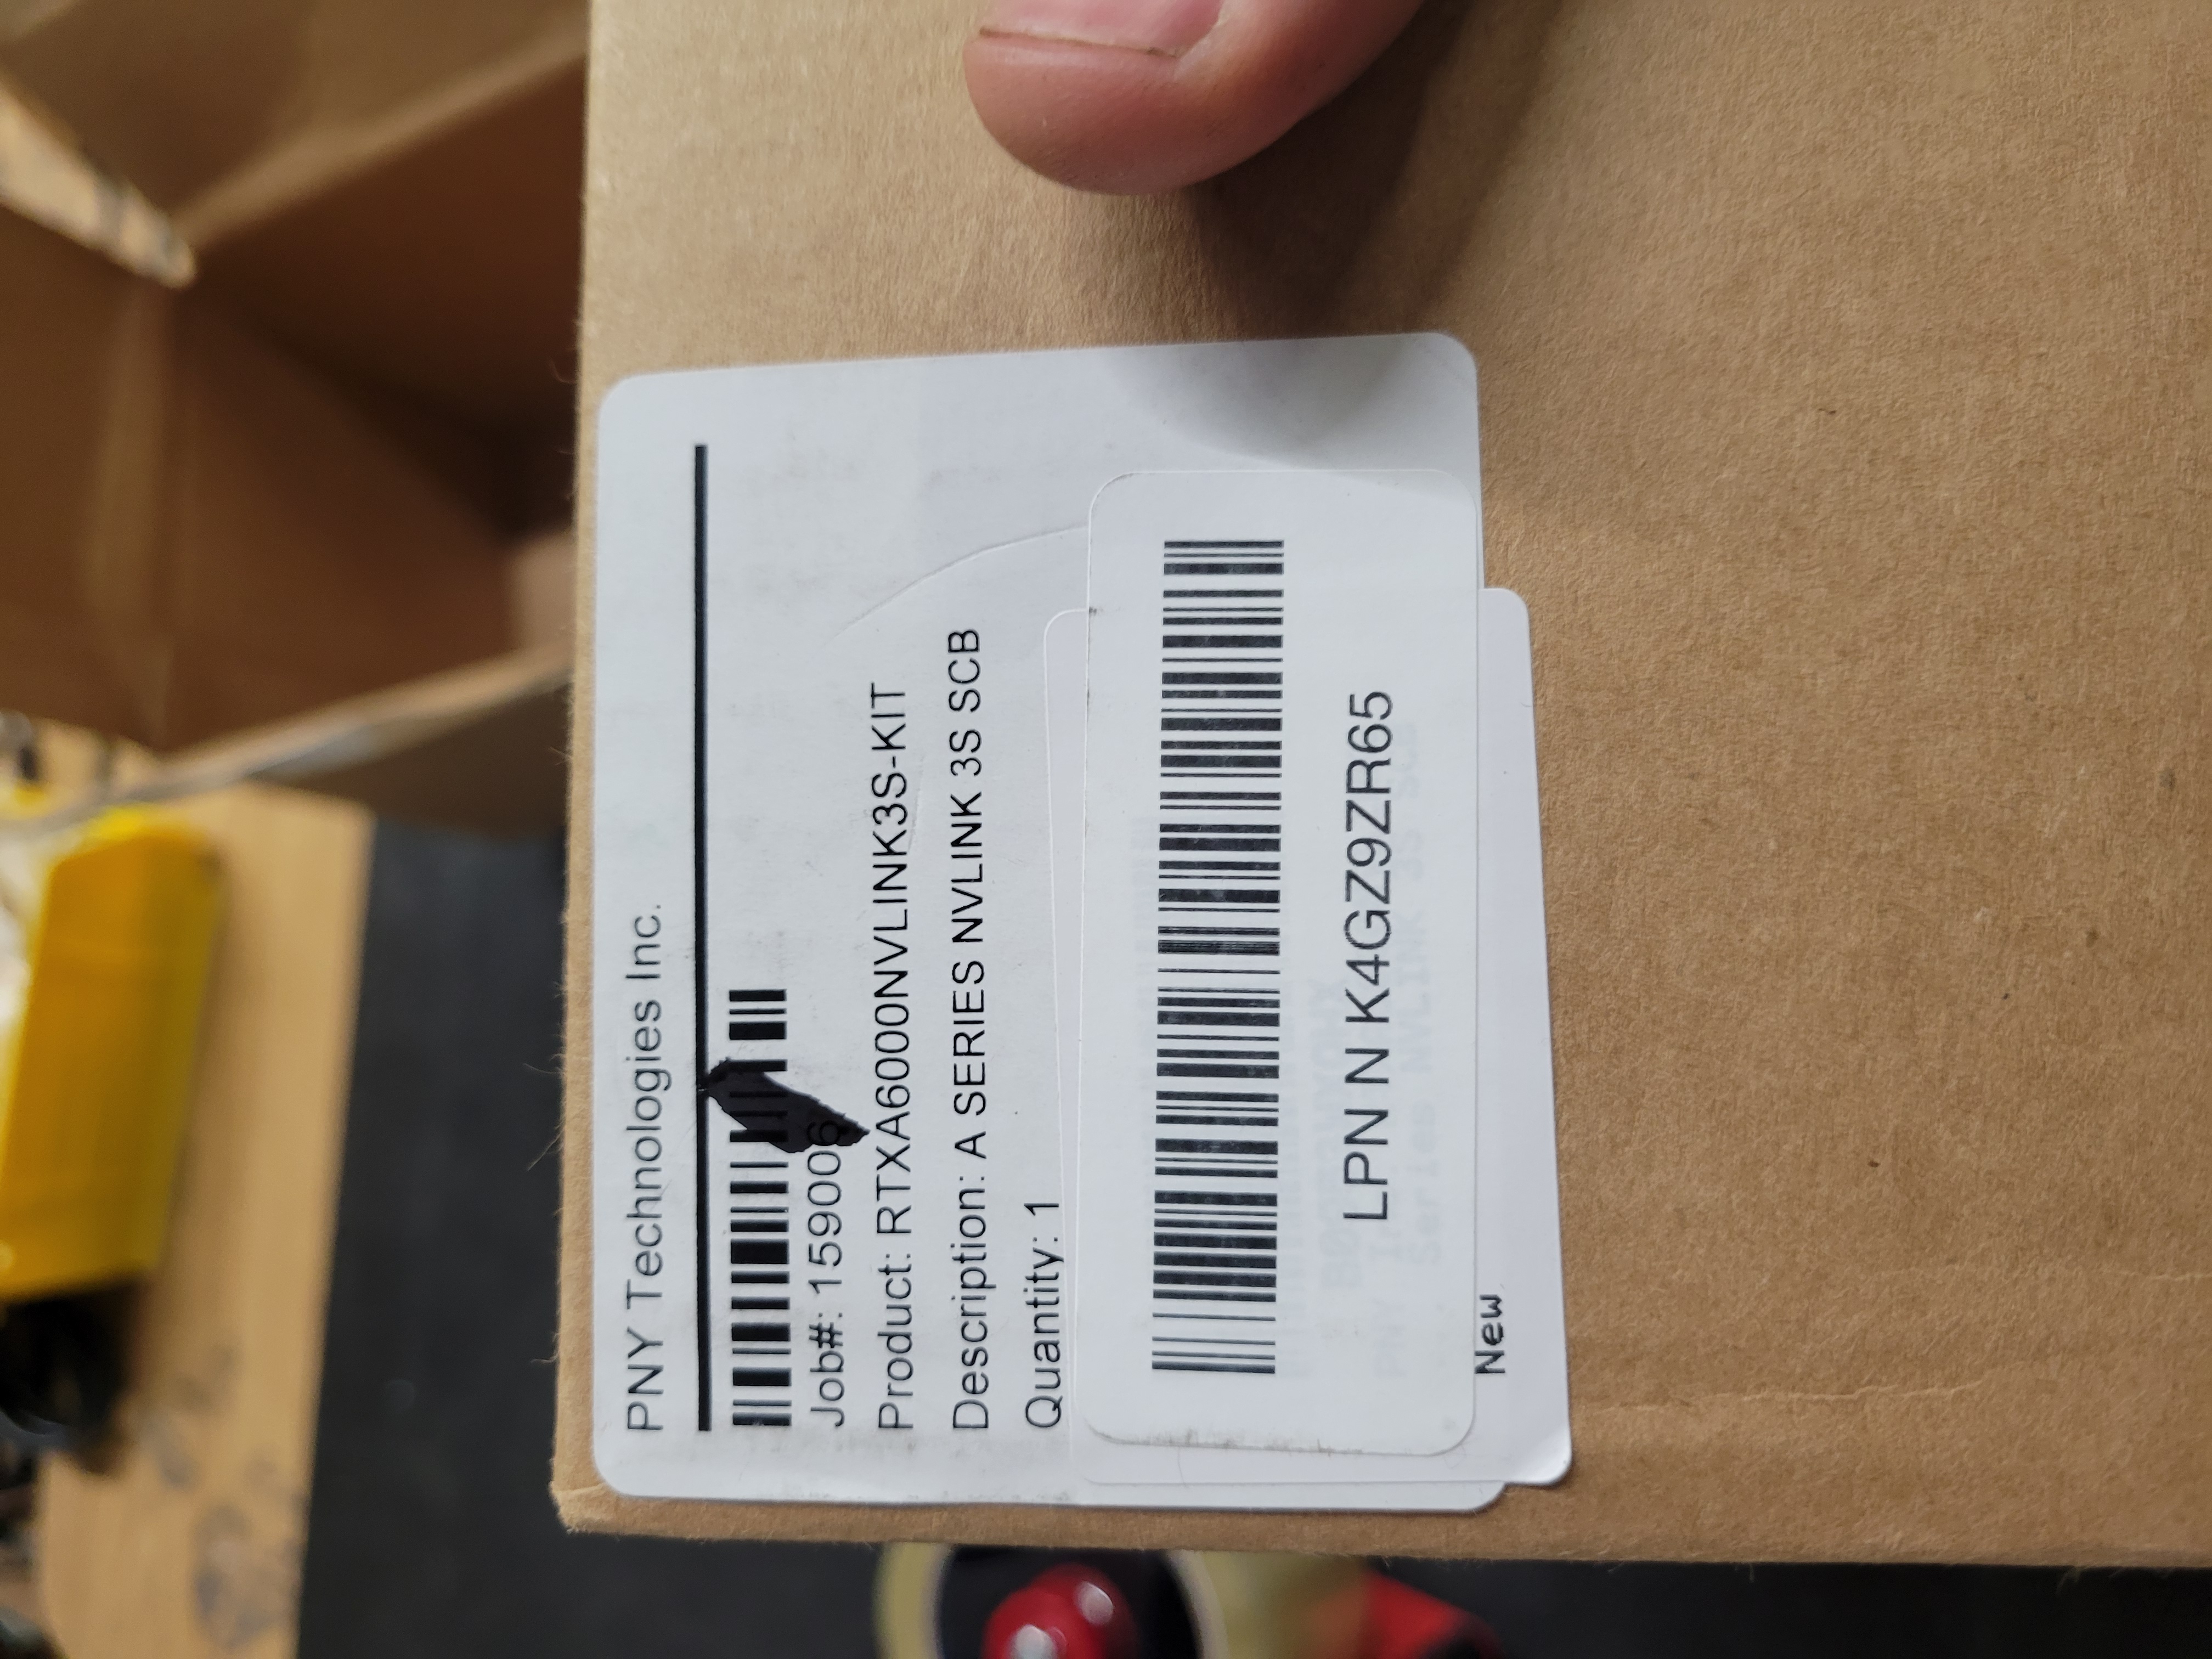 PNY Technologies Inc.
Job#: 159006
Product: RTXA6000NVLINK3S-KIT
Description: A SERIES NVLINK 3S SCB
Quantity: 1
LPN N K4GZ9ZR65
New